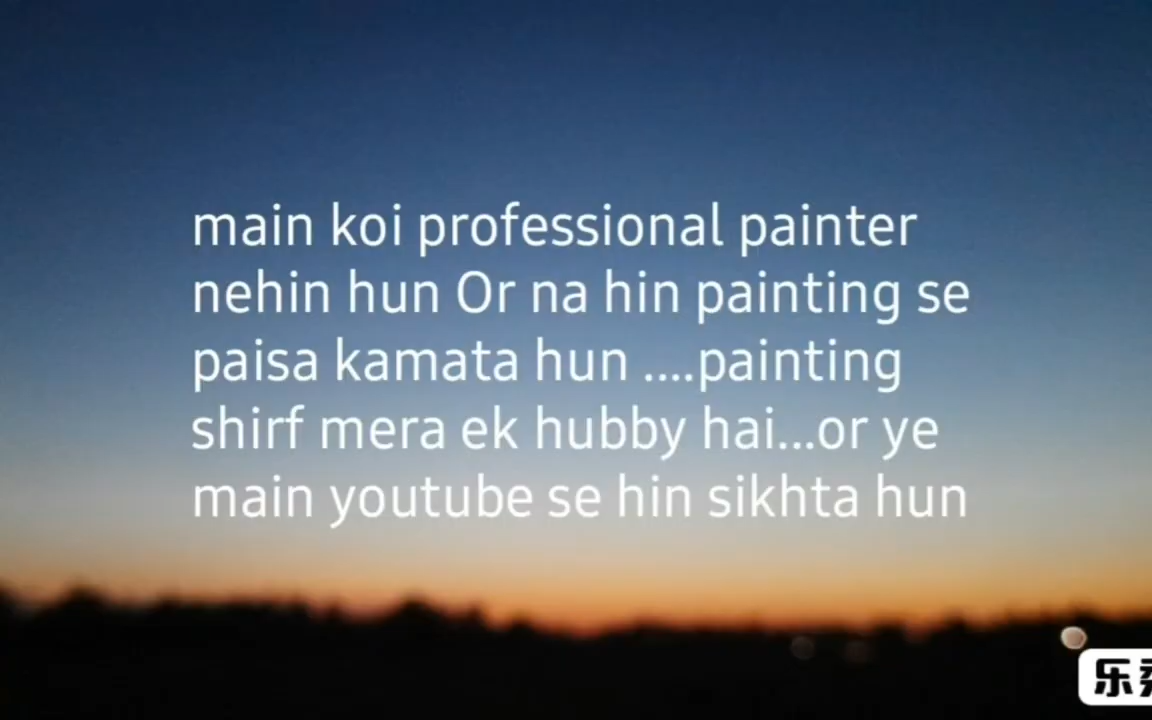 main koi professional painter
nehin hun Or na hin painting se
paisa kamata hun ....painting
shirf mera ek hubby hai...or ye
main youtube se hin sikhta hun
乐